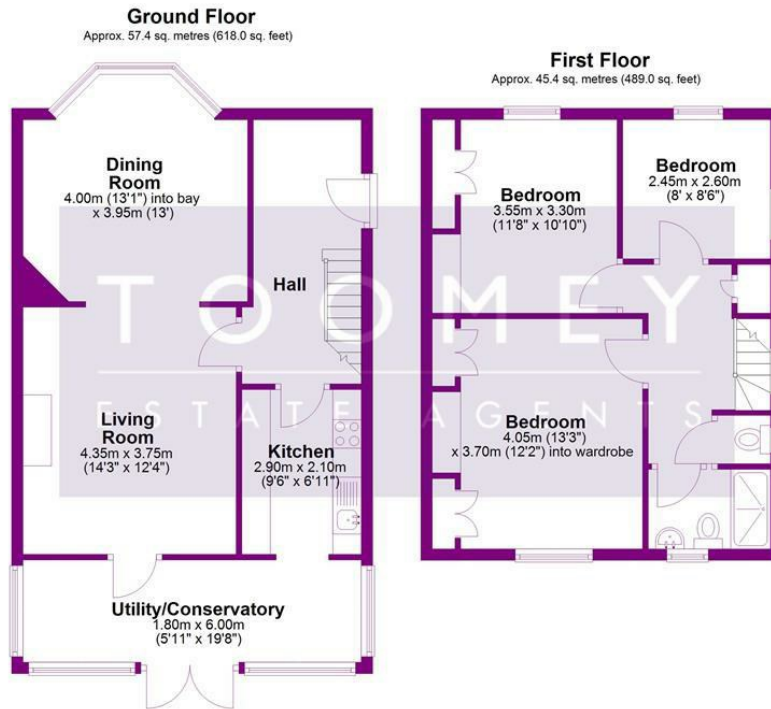 Ground Floor
Approx. 57.4 sq. metres (618.0 sq. feet)
Dining
Room
4.00m (13'1") into bay
x 3.95m (13')
Hall
Living
Room
4.35m x 3.75m
(14'3" x 12'4")
Kitchen
2.90m x 2.10m
(9'6" x 6'11")
Utility/Conservatory
1.80m x 6.00m
(5'11" x 19'8")
First Floor
Approx. 45.4 sq. metres (489.0 sq. feet)
Bedroom
3.55m x 3.30m
(11'8" x 10'10")
Bedroom
2.45m x 2.60m
(8' x 8'6")
Bedroom
4.05m (13'3")
x 3.70m (12'2") into wardrobe
TOOMEY
ESTATE AGENTS